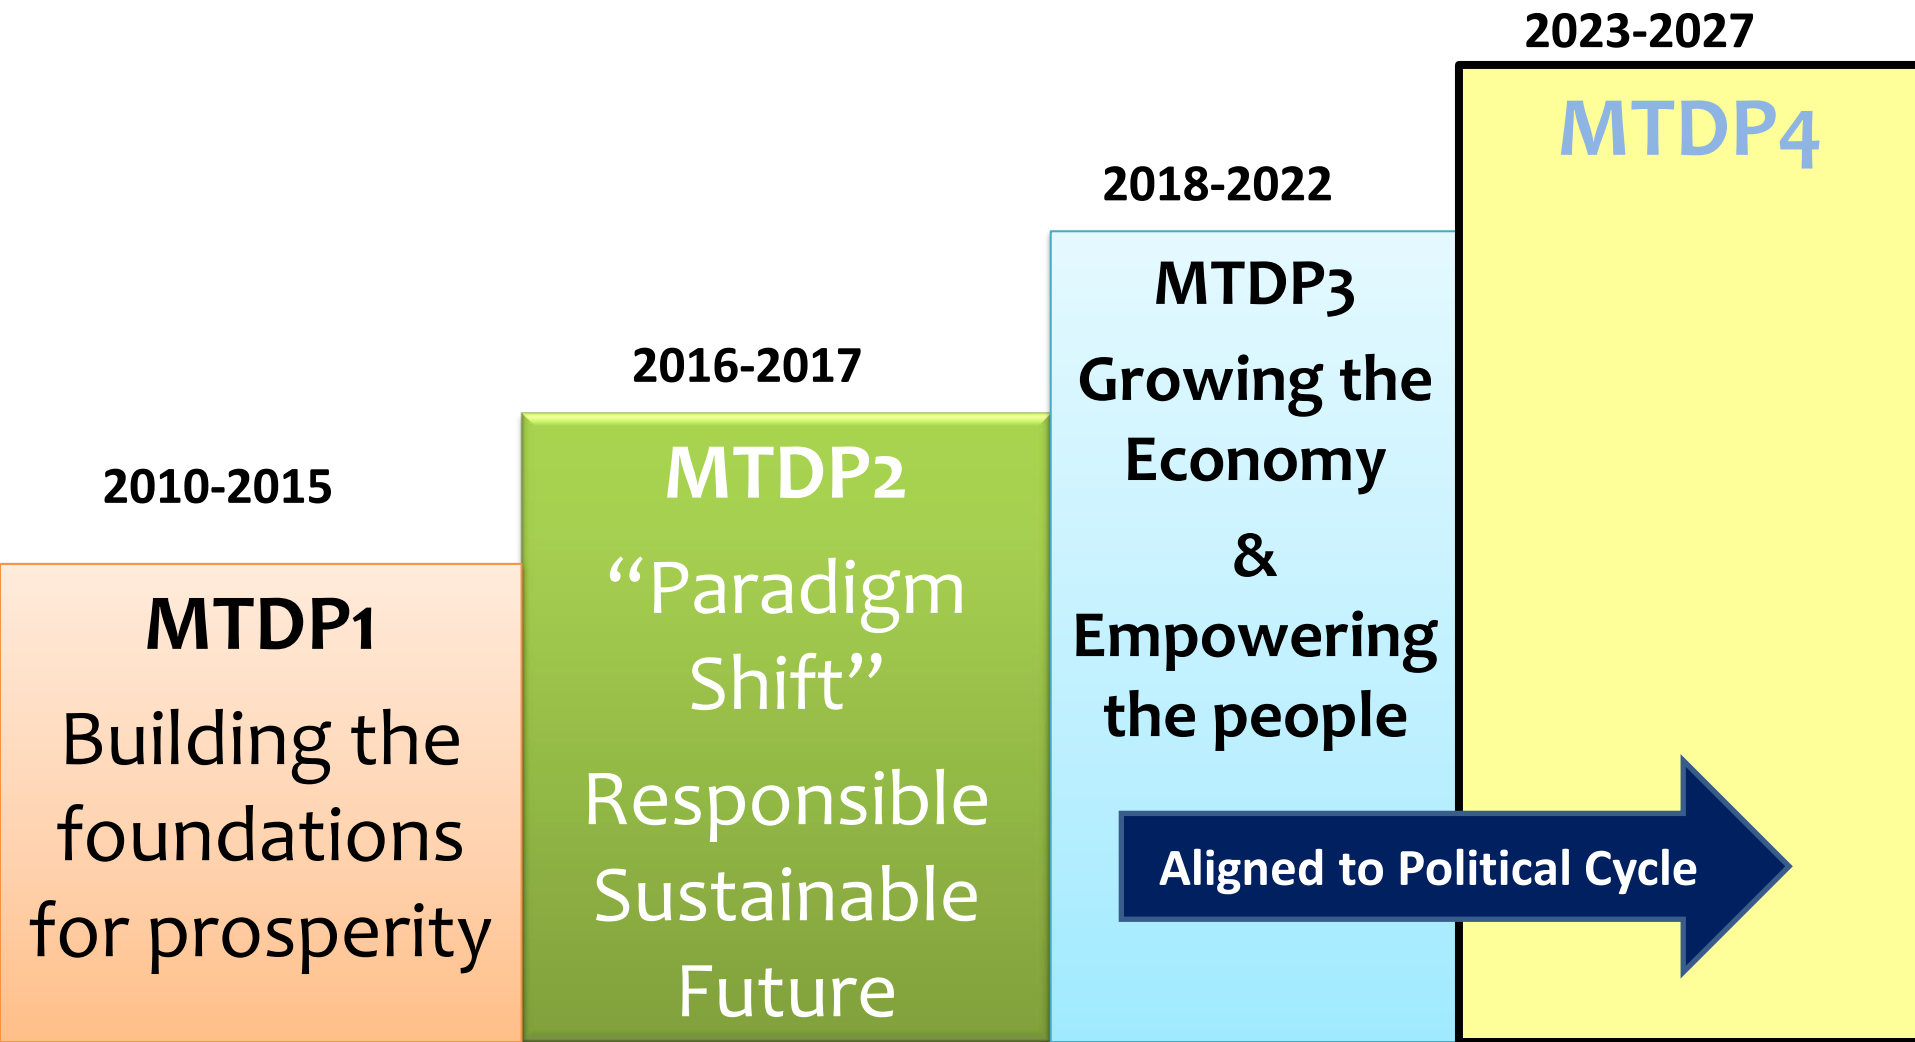 2010-2015
MTDP1
Building the
foundations
for prosperity
2016-2017
MTDP2
“Paradigm
Shift”
Responsible
Sustainable
Future
2018-2022
MTDP3
Growing the
Economy
&
Empowering
the people
2023-2027
MTDP4
Aligned to Political Cycle